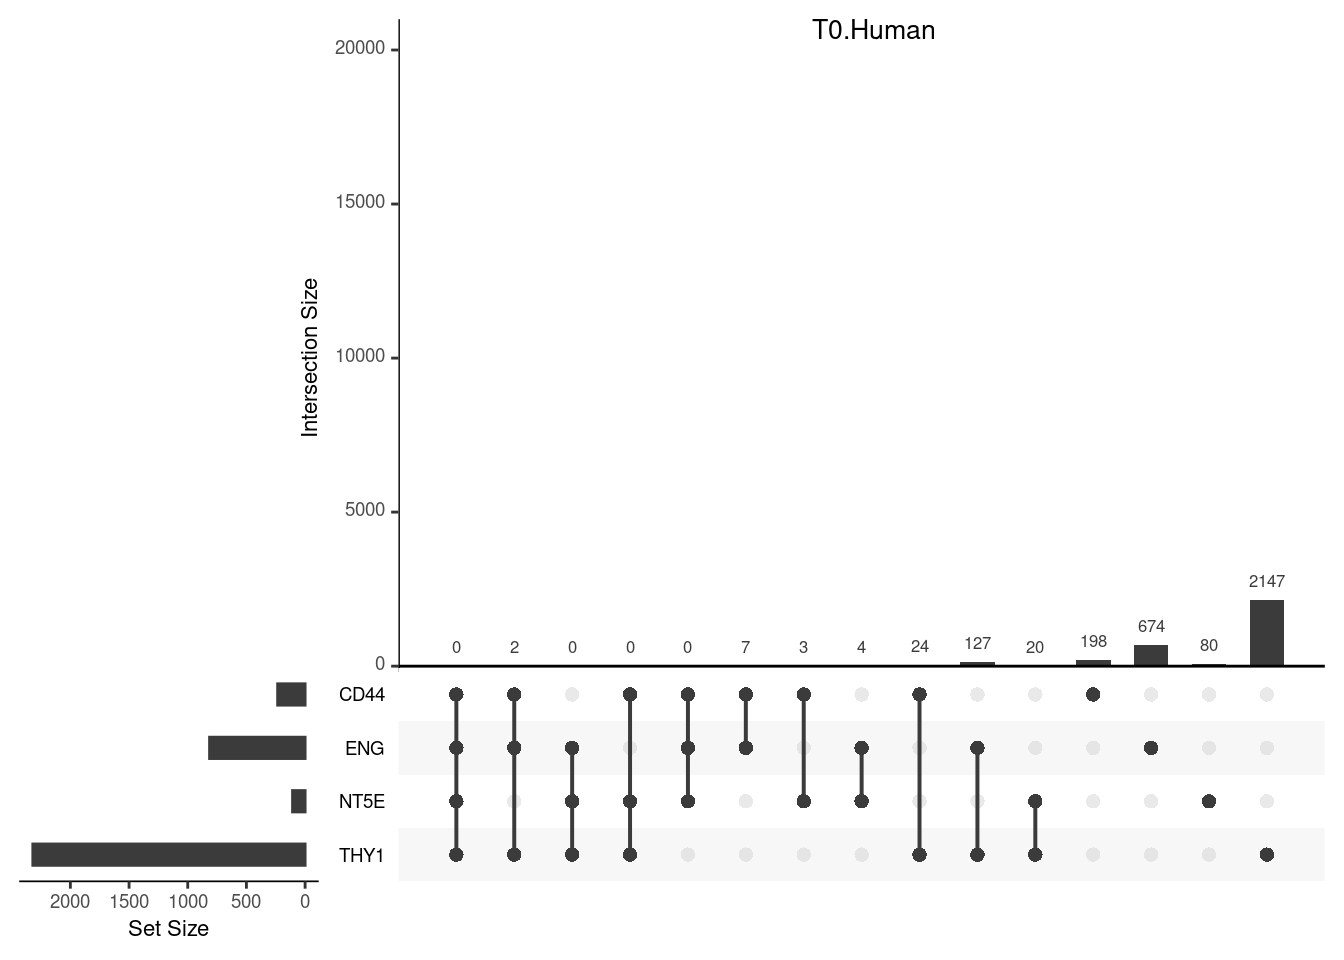 T0.Human
20000
15000
10000
5000
0
Intersection Size
0 2 0 0 0 7 3 4 24 127 20 198 674 80 2147
CD44
ENG
NT5E
THY1
2000 1500 1000 500 0
Set Size